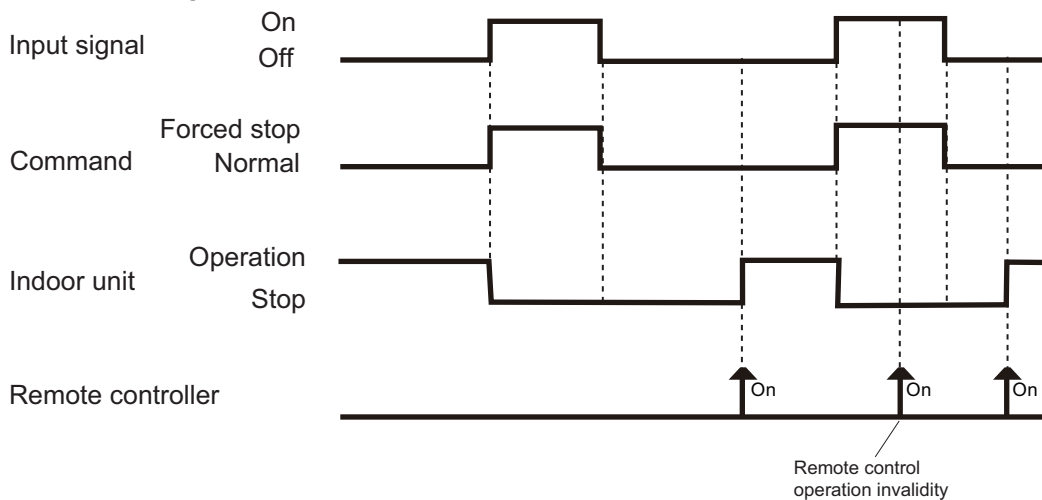 On
Input signal
Off
Forced stop
Command
Normal
Operation
Indoor unit
Stop
Remote controller
On
On
On
Remote control
operation invalidity